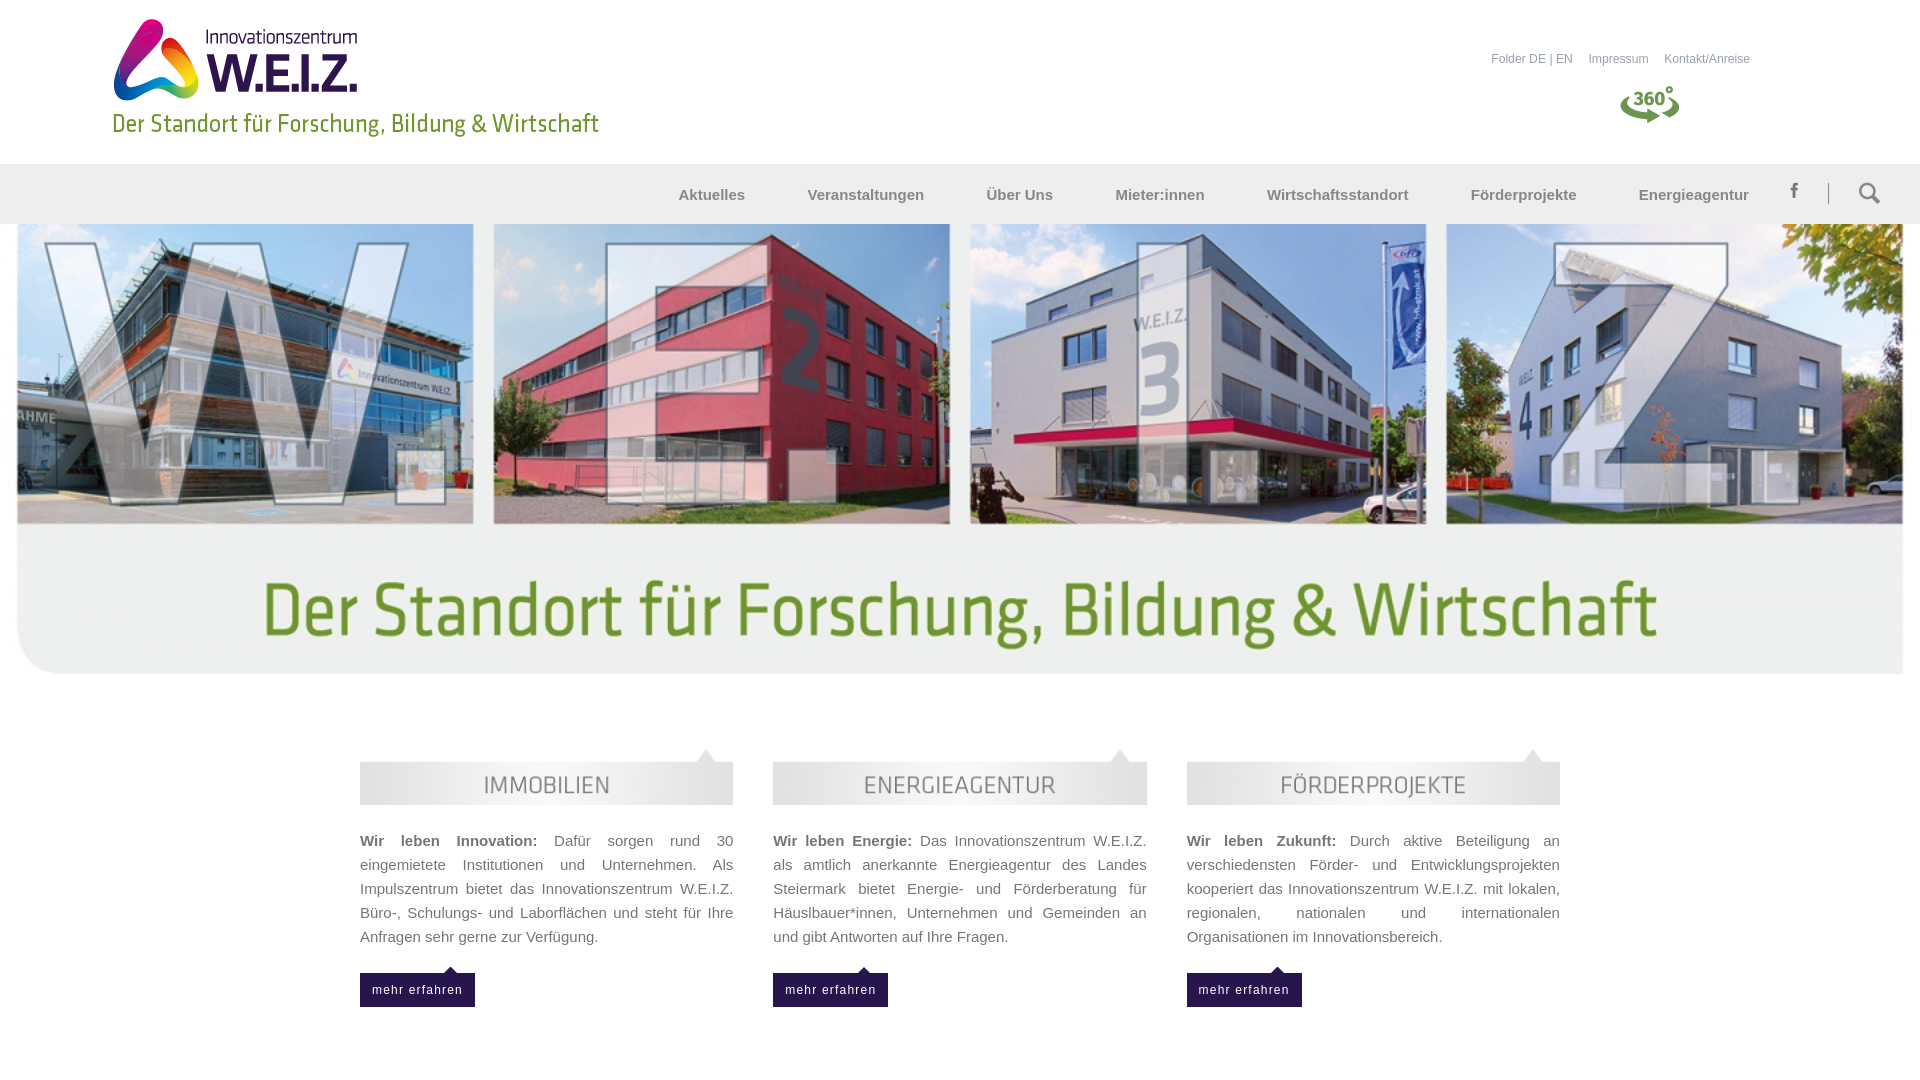 Innovationszentrum
W.E.I.Z.
Der Standort für Forschung, Bildung & Wirtschaft
Folder DE | EN Impressum Kontakt/Anreise
360°
Aktuelles Veranstaltungen Über Uns Mieter:innen Wirtschaftsstandort Förderprojekte Energieagentur
W. E. I. Z.
AHME
Innovationszentrum W.E.I.Z.
2
W.E.I.Z.
3
W.E.I.Z.
4
Der Standort für Forschung, Bildung & Wirtschaft
IMMOBILIEN
Wir leben Innovation: Dafür sorgen rund 30
eingemietete Institutionen und Unternehmen. Als
Impulszentrum bietet das Innovationszentrum W.E.I.Z.
Büro-, Schulungs- und Laborflächen und steht für Ihre
Anfragen sehr gerne zur Verfügung.
mehr erfahren
ENERGIEAGENTUR
Wir leben Energie: Das Innovationszentrum W.E.I.Z.
als amtlich anerkannte Energieagentur des Landes
Steiermark bietet Energie- und Förderberatung für
Häuslbauer*innen, Unternehmen und Gemeinden an
und gibt Antworten auf Ihre Fragen.
mehr erfahren
FÖRDERPROJEKTE
Wir leben Zukunft: Durch aktive Beteiligung an
verschiedensten Förder- und Entwicklungsprojekten
kooperiert das Innovationszentrum W.E.I.Z. mit lokalen,
regionalen, nationalen und internationalen
Organisationen im Innovationsbereich.
mehr erfahren